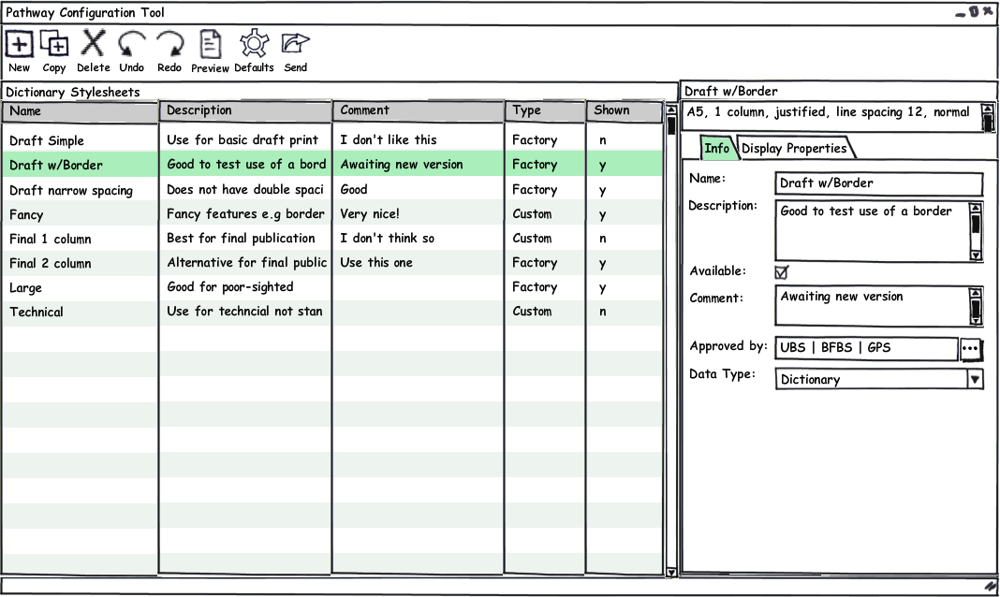 Pathway Configuration Tool
New Copy Delete Undo Redo Preview Defaults Send
Dictionary Stylesheets
Name Description Comment Type Shown
Draft Simple Use for basic draft print I don't like this Factory n
Draft w/Border Good to test use of a bord Awaiting new version Factory y
Draft narrow spacing Does not have double spaci Good Factory y
Fancy Fancy features e.g border Very nice! Custom y
Final 1 column Best for final publication I don't think so Custom n
Final 2 column Alternative for final public Use this one Factory y
Large Good for poor-sighted Factory y
Technical Use for techncial not stan Custom n
Draft w/Border
A5, 1 column, justified, line spacing 12, normal
Info Display Properties
Name: Draft w/Border
Description: Good to test use of a border
Available:
Comment: Awaiting new version
Approved by: UBS | BFBS | GPS ...
Data Type: Dictionary